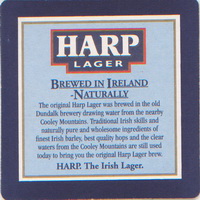 HARP
LAGER
BREWED IN IRELAND
-NATURALLY
The original Harp Lager was brewed in the old
Dundalk brewery drawing water from the nearby
Cooley Mountains. Traditional Irish skills and
naturally pure and wholesome ingredients of
finest Irish barley, best quality hops and the clear
waters from the Cooley Mountains are still used
today to bring you the original Harp Lager brew.
HARP. The Irish Lager.